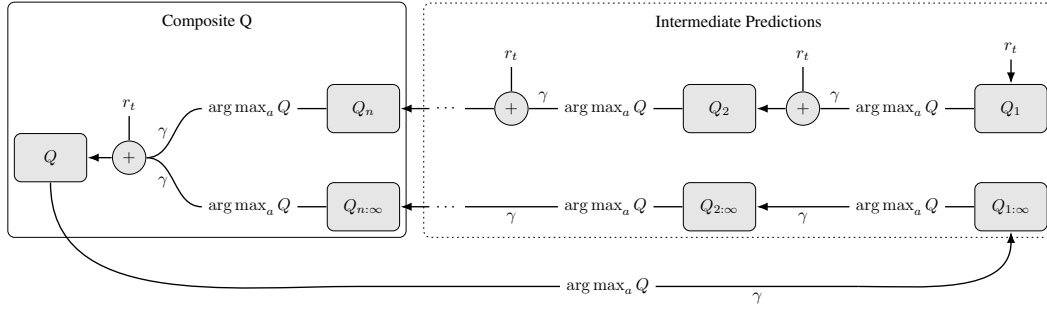 Composite Q
Intermediate Predictions
r_t
r_t
r_t
r_t
arg max_a Q
Q_n
···
+
γ
arg max_a Q
Q_2
+
γ
arg max_a Q
Q_1
γ
Q
+
γ
arg max_a Q
Q_{n:∞}
···
γ
arg max_a Q
Q_{2:∞}
γ
arg max_a Q
Q_{1:∞}
arg max_a Q
γ